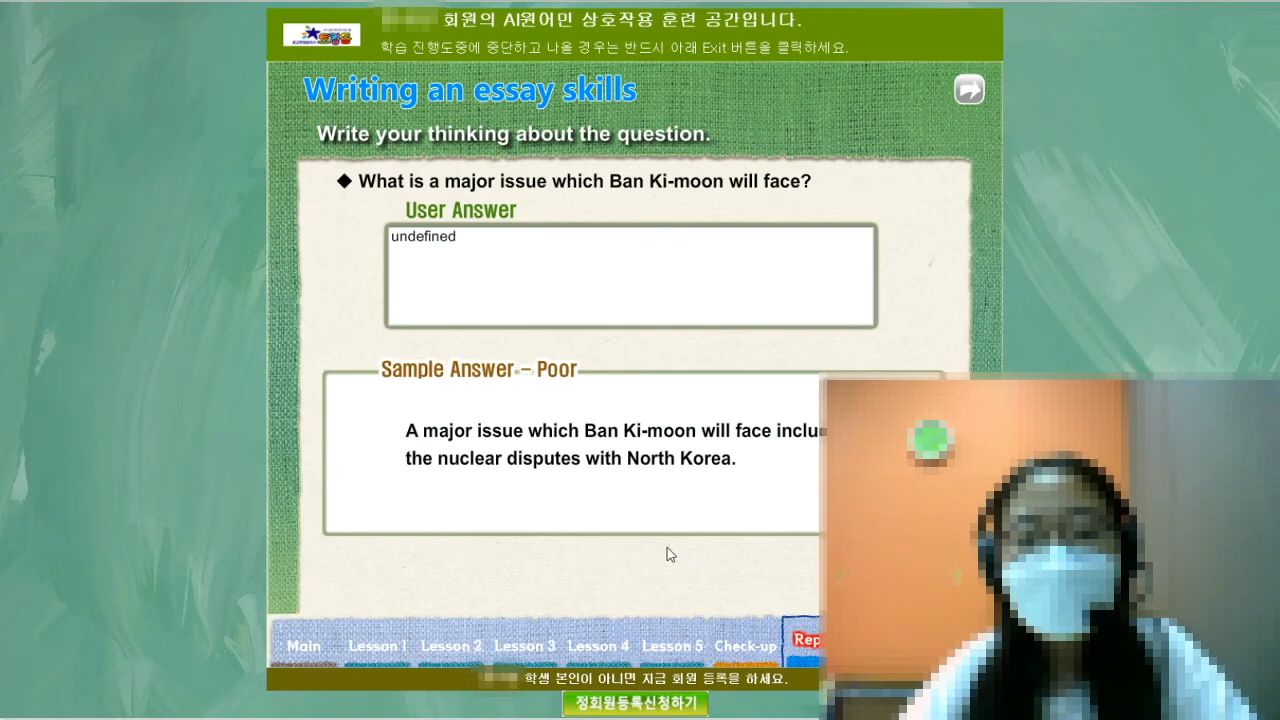 회원의 AI원어민 상호작용 훈련 공간입니다.
학습 진행도중에 중단하고 나올 경우는 반드시 아래 Exit 버튼을 클릭하세요.
Writing an essay skills
Write your thinking about the question.
◆ What is a major issue which Ban Ki-moon will face?
User Answer
undefined
Sample Answer – Poor
A major issue which Ban Ki-moon will face
the nuclear disputes with North Korea.
Main Lesson 1 Lesson 2 Lesson 3 Lesson 4 Lesson 5 Check-up
학생 본인이 아니면 지금 회원 등록을 하세요.
정회원등록신청하기